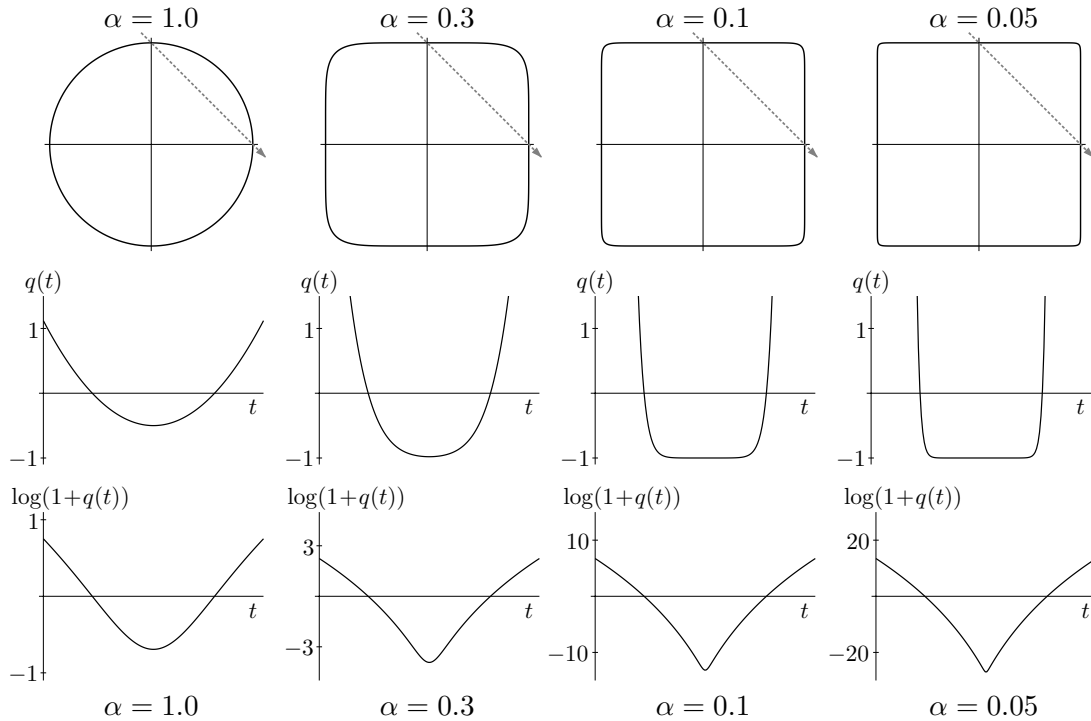 α = 1.0 α = 0.3 α = 0.1 α = 0.05
q(t) q(t) q(t) q(t)
1 1 1 1
t t t t
−1 −1 −1 −1
log(1+q(t)) log(1+q(t)) log(1+q(t)) log(1+q(t))
1 3 10 20
t t t t
−1 −3 −10 −20
α = 1.0 α = 0.3 α = 0.1 α = 0.05